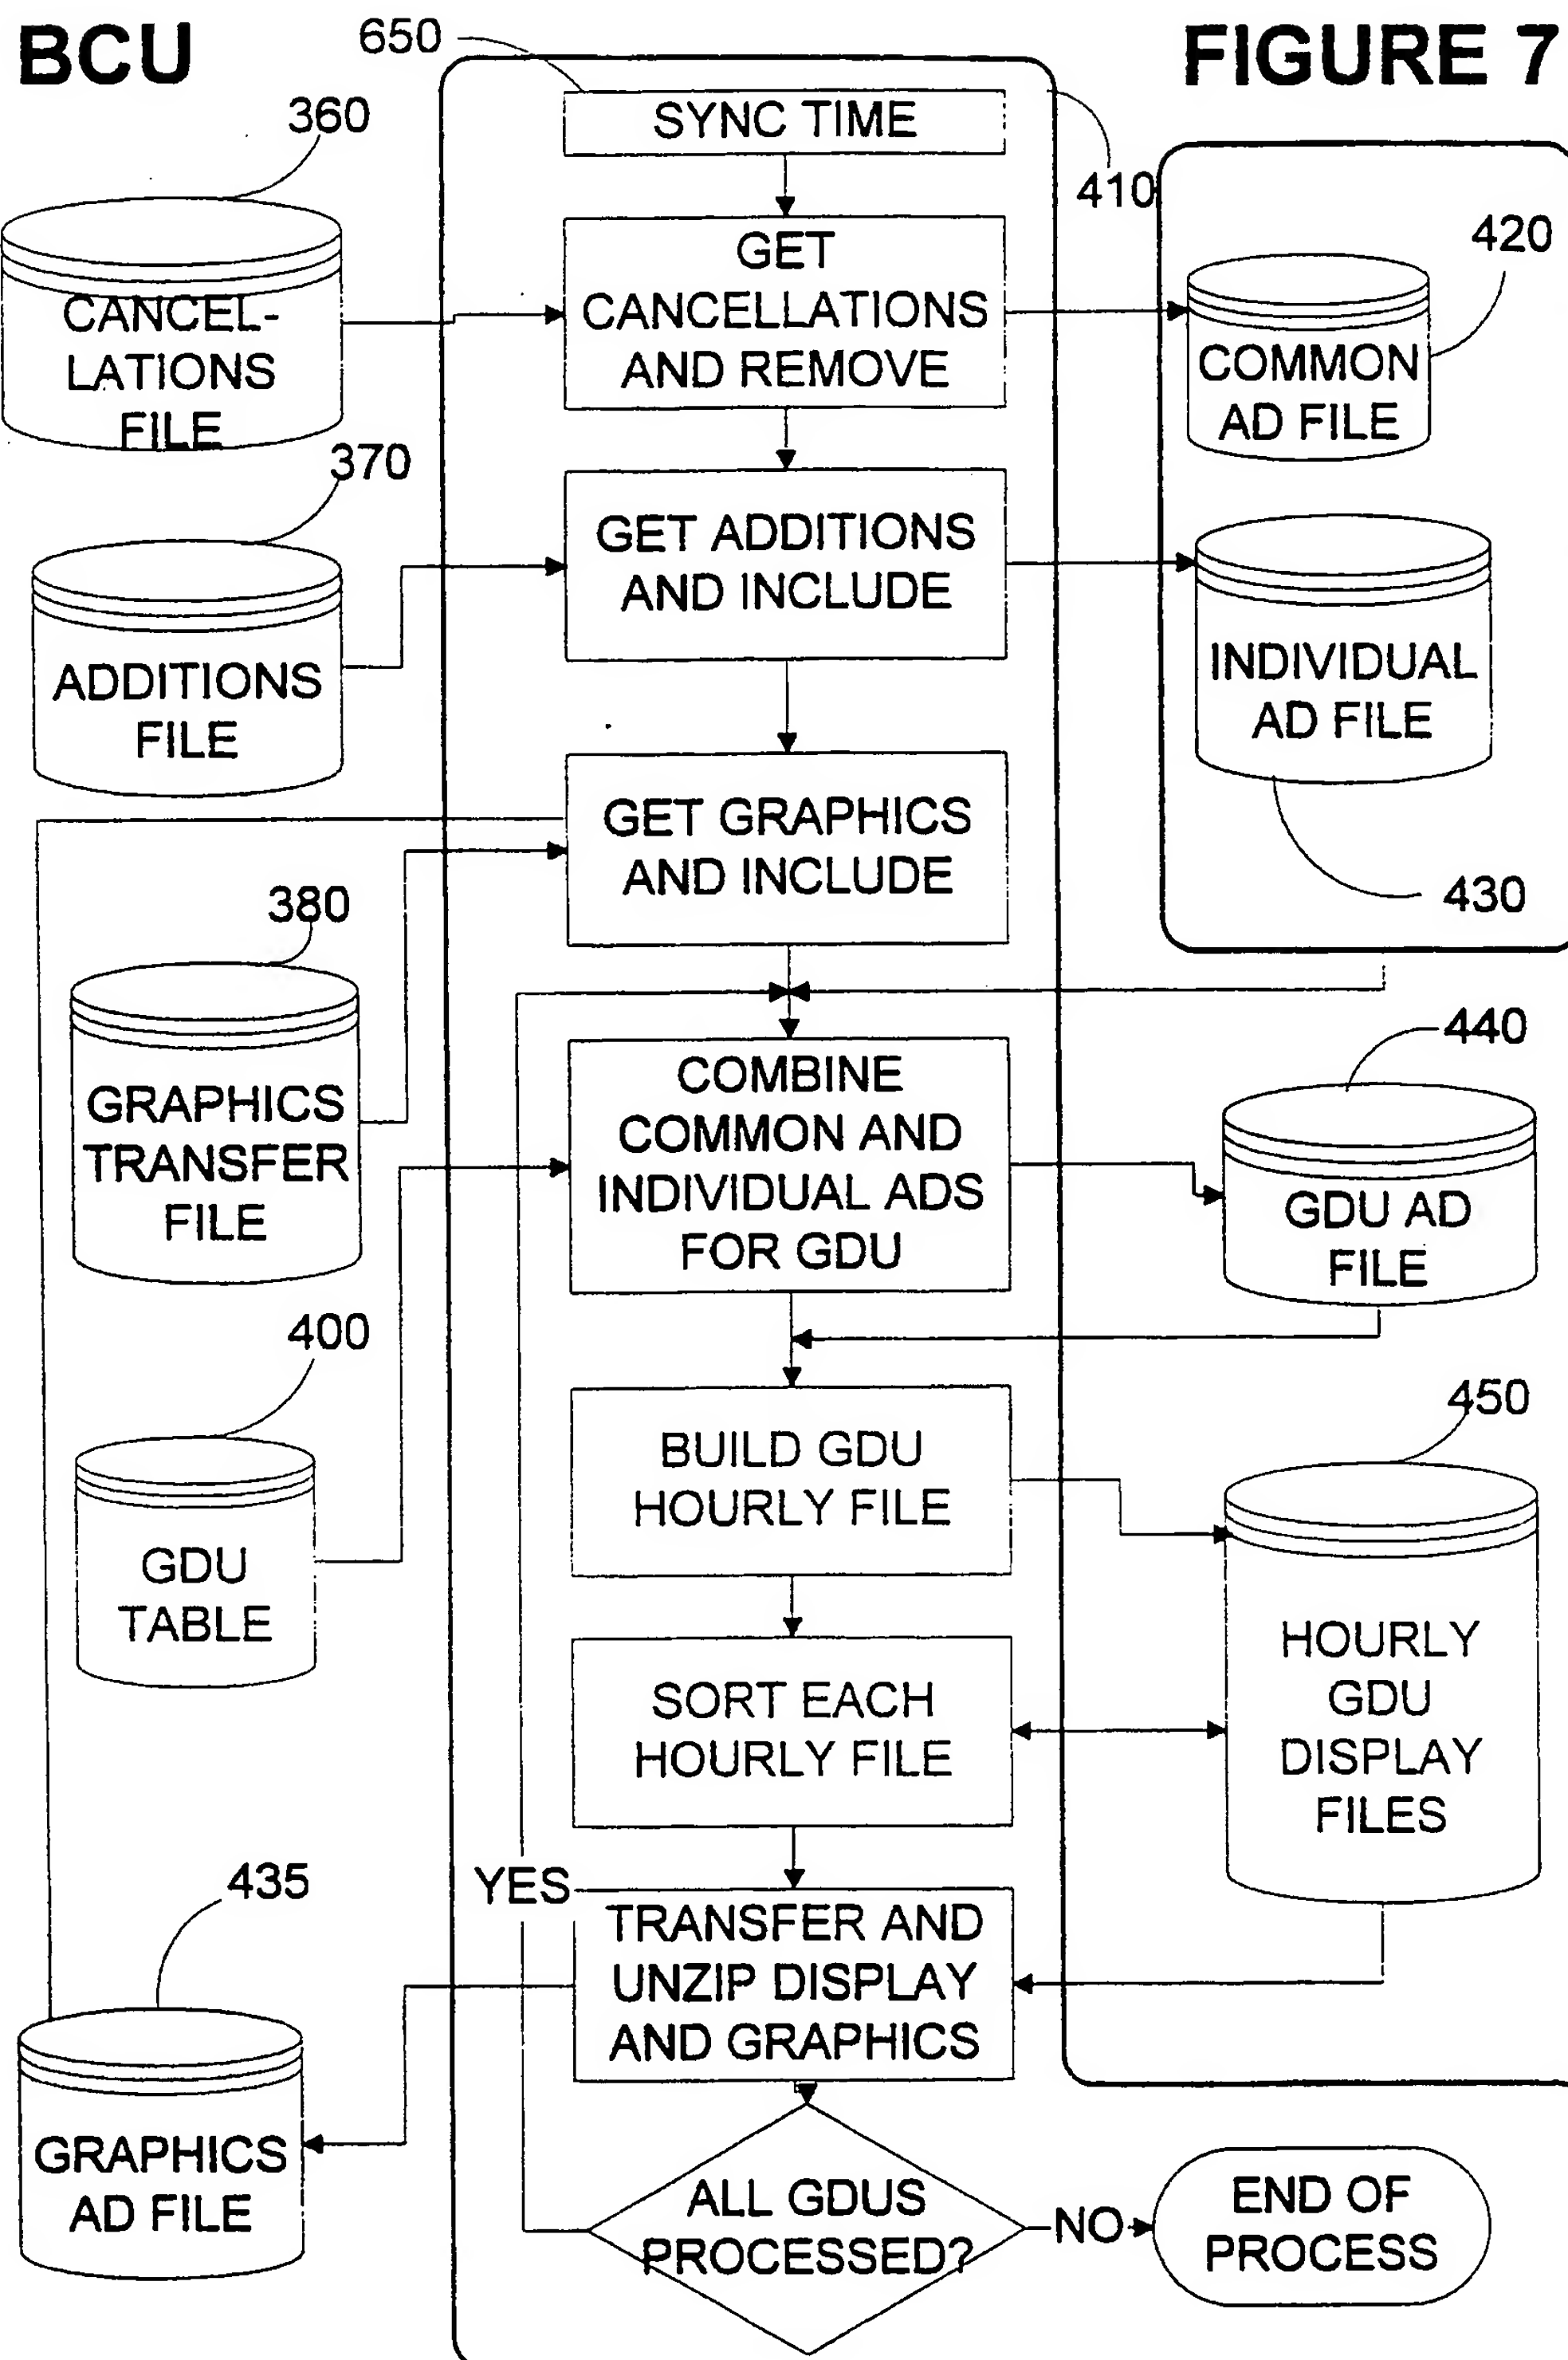 BCU
650
FIGURE 7
SYNC TIME
360
410
GET
CANCELLATIONS
AND REMOVE
CANCEL-
LATIONS
FILE
420
COMMON
AD FILE
370
GET ADDITIONS
AND INCLUDE
ADDITIONS
FILE
INDIVIDUAL
AD FILE
430
GET GRAPHICS
AND INCLUDE
380
GRAPHICS
TRANSFER
FILE
COMBINE
COMMON AND
INDIVIDUAL ADS
FOR GDU
440
GDU AD
FILE
400
GDU
TABLE
BUILD GDU
HOURLY FILE
450
HOURLY
GDU
DISPLAY
FILES
SORT EACH
HOURLY FILE
YES
435
TRANSFER AND
UNZIP DISPLAY
AND GRAPHICS
GRAPHICS
AD FILE
ALL GDUS
PROCESSED?
NO
END OF
PROCESS